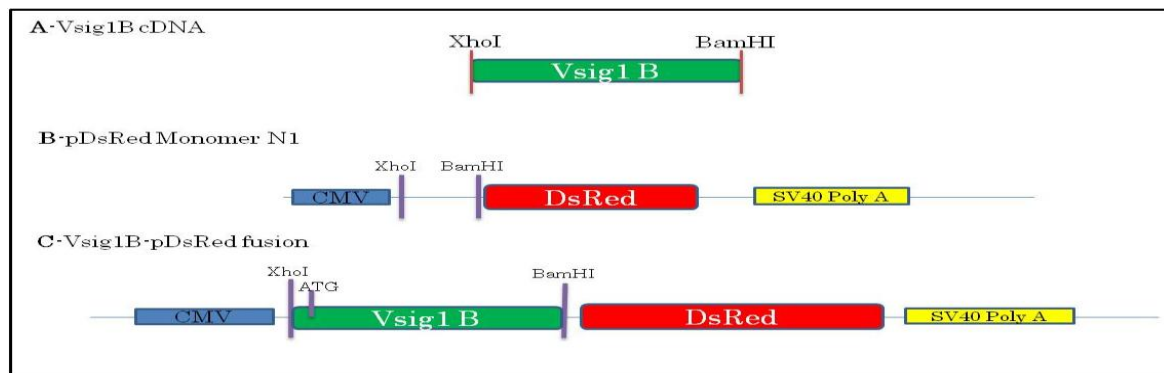 A-Vsig1B cDNA
XhoI BamHI
Vsig1 B
B-pDsRed Monomer N1
XhoI BamHI
CMV DsRed SV40 Poly A
C-Vsig1B-pDsRed fusion
XhoI BamHI
ATG
CMV Vsig1 B DsRed SV40 Poly A